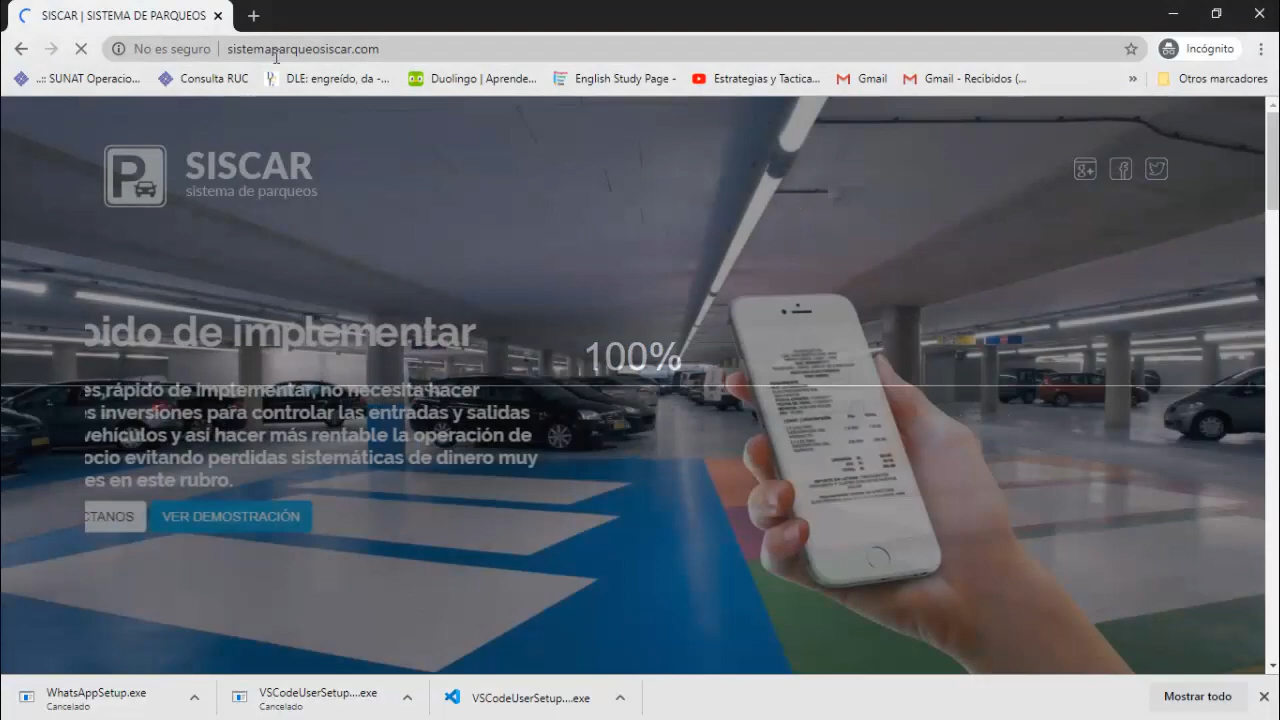 SISCAR | SISTEMA DE PARQUEOS
No es seguro
sistemaparqueosiscar.com
Incógnito
..:: SUNAT Operacio...
Consulta RUC
DLE: engreído, da -...
Duolingo | Aprende...
English Study Page -
Estrategias y Tactica...
Gmail
Gmail - Recibidos (...
»
Otros marcadores
P
SISCAR
sistema de parqueos
pido de implementar
100%
es rápido de implementar, no necesita hacer
s inversiones para controlar las entradas y salidas
vehículos y así hacer más rentable la operación de
ocio evitando perdidas sistemáticas de dinero muy
es en este rubro.
CTANOS
VER DEMOSTRACIÓN
WhatsAppSetup.exe
Cancelado
VSCodeUserSetup....exe
Cancelado
VSCodeUserSetup....exe
Mostrar todo